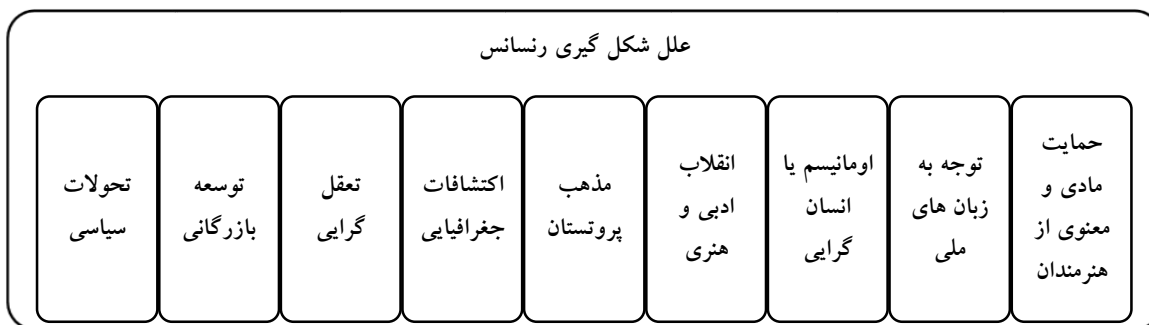 علل شکل گیری رنسانس
حمایت
مادی و
معنوی از
هنرمندان
توجه به
زبان های
ملی
اومانیسم یا
انسان
گرایی
انقلاب
ادبی و
هنری
مذهب
پروتستان
اکتشافات
جغرافیایی
تعقل
گرایی
توسعه
بازرگانی
تحولات
سیاسی